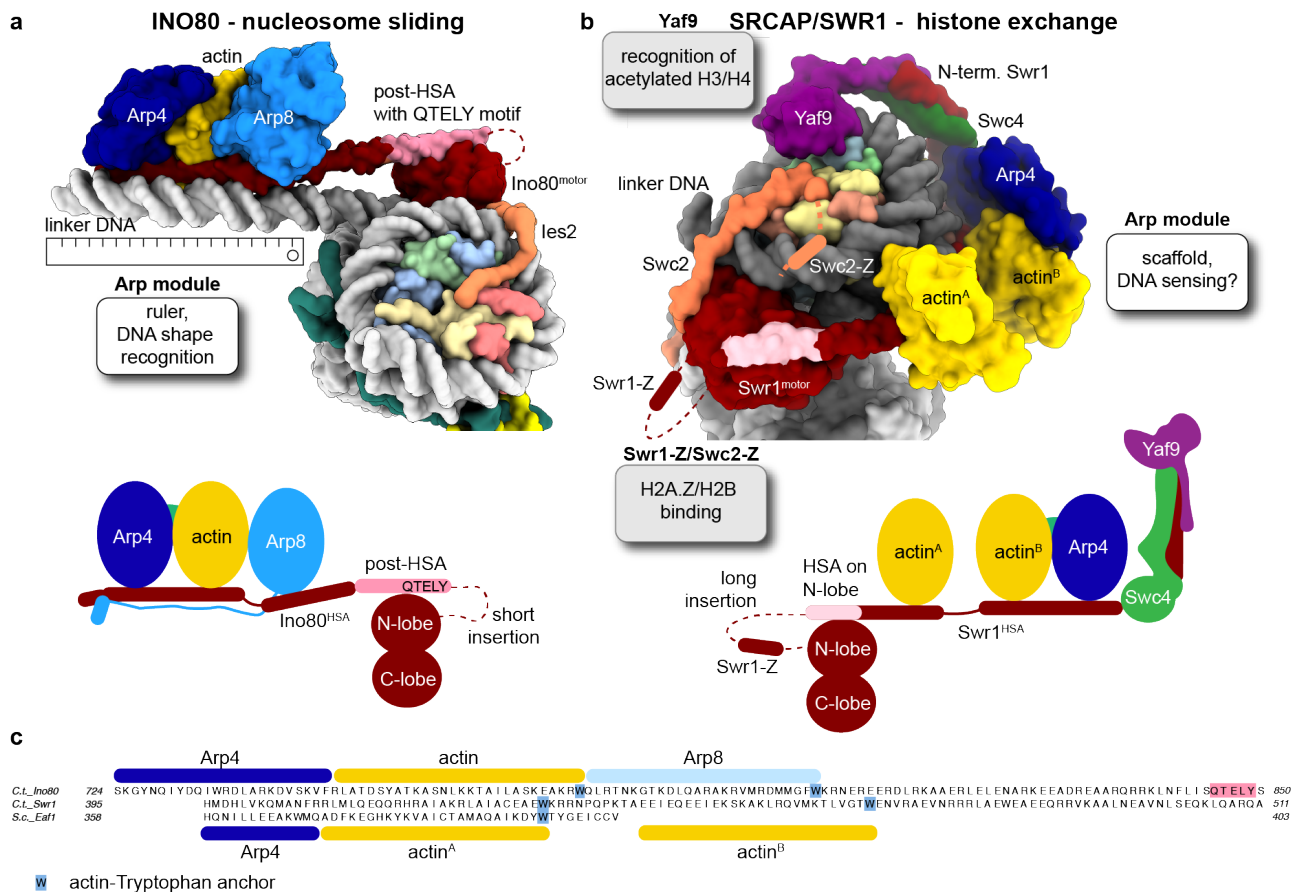 a
INO80 - nucleosome sliding
actin
Arp4
Arp8
post-HSA
with QTELY motif
Ino80motor
linker DNA
Ies2
Arp module
ruler,
DNA shape
recognition
Arp4
actin
Arp8
post-HSA
QTELY
Ino80HSA
N-lobe
short
insertion
C-lobe
b
Yaf9
SRCAP/SWR1 - histone exchange
recognition of
acetylated H3/H4
N-term. Swr1
Yaf9
Swc4
Arp4
linker DNA
Arp module
scaffold,
DNA sensing?
Swc2
Swc2-Z
actinB
actinA
Swr1-Z
Swr1motor
Swr1-Z/Swc2-Z
H2A.Z/H2B
binding
Yaf9
actinA
actinB
Arp4
long
insertion
HSA on
N-lobe
Swc4
Swr1HSA
Swr1-Z
N-lobe
C-lobe
c
Arp4
actin
Arp8
C.t._Ino80 724 SKGYNQIYDQIWRDLARKDVSKVFRLATDSYATKASNLKKTAILASKEAKRWQLRTNKGTKDLQARAKRVMRDMMGFWKRNEREERDLRKAAERLELENARKEEADREAARQRRKLNFLISQTELYS 850
C.t._Swr1 395 HMDHLVKQMANFRRLMLQEQQRHRAIAKRLAIACAEAEWKRRNPQPKTAEEIQEEIEKSAKLRQVMKTLVGTWENVRAEVNRRRLAEWEAEEQRRVKAALNEAVNLSEQKLQARQA 511
S.c._Eaf1 358 HQNILLEEAKWMQADFKEGHKYKVAICTAMAQAIKDYWTYGEICCV 403
Arp4
actinA
actinB
W actin-Tryptophan anchor